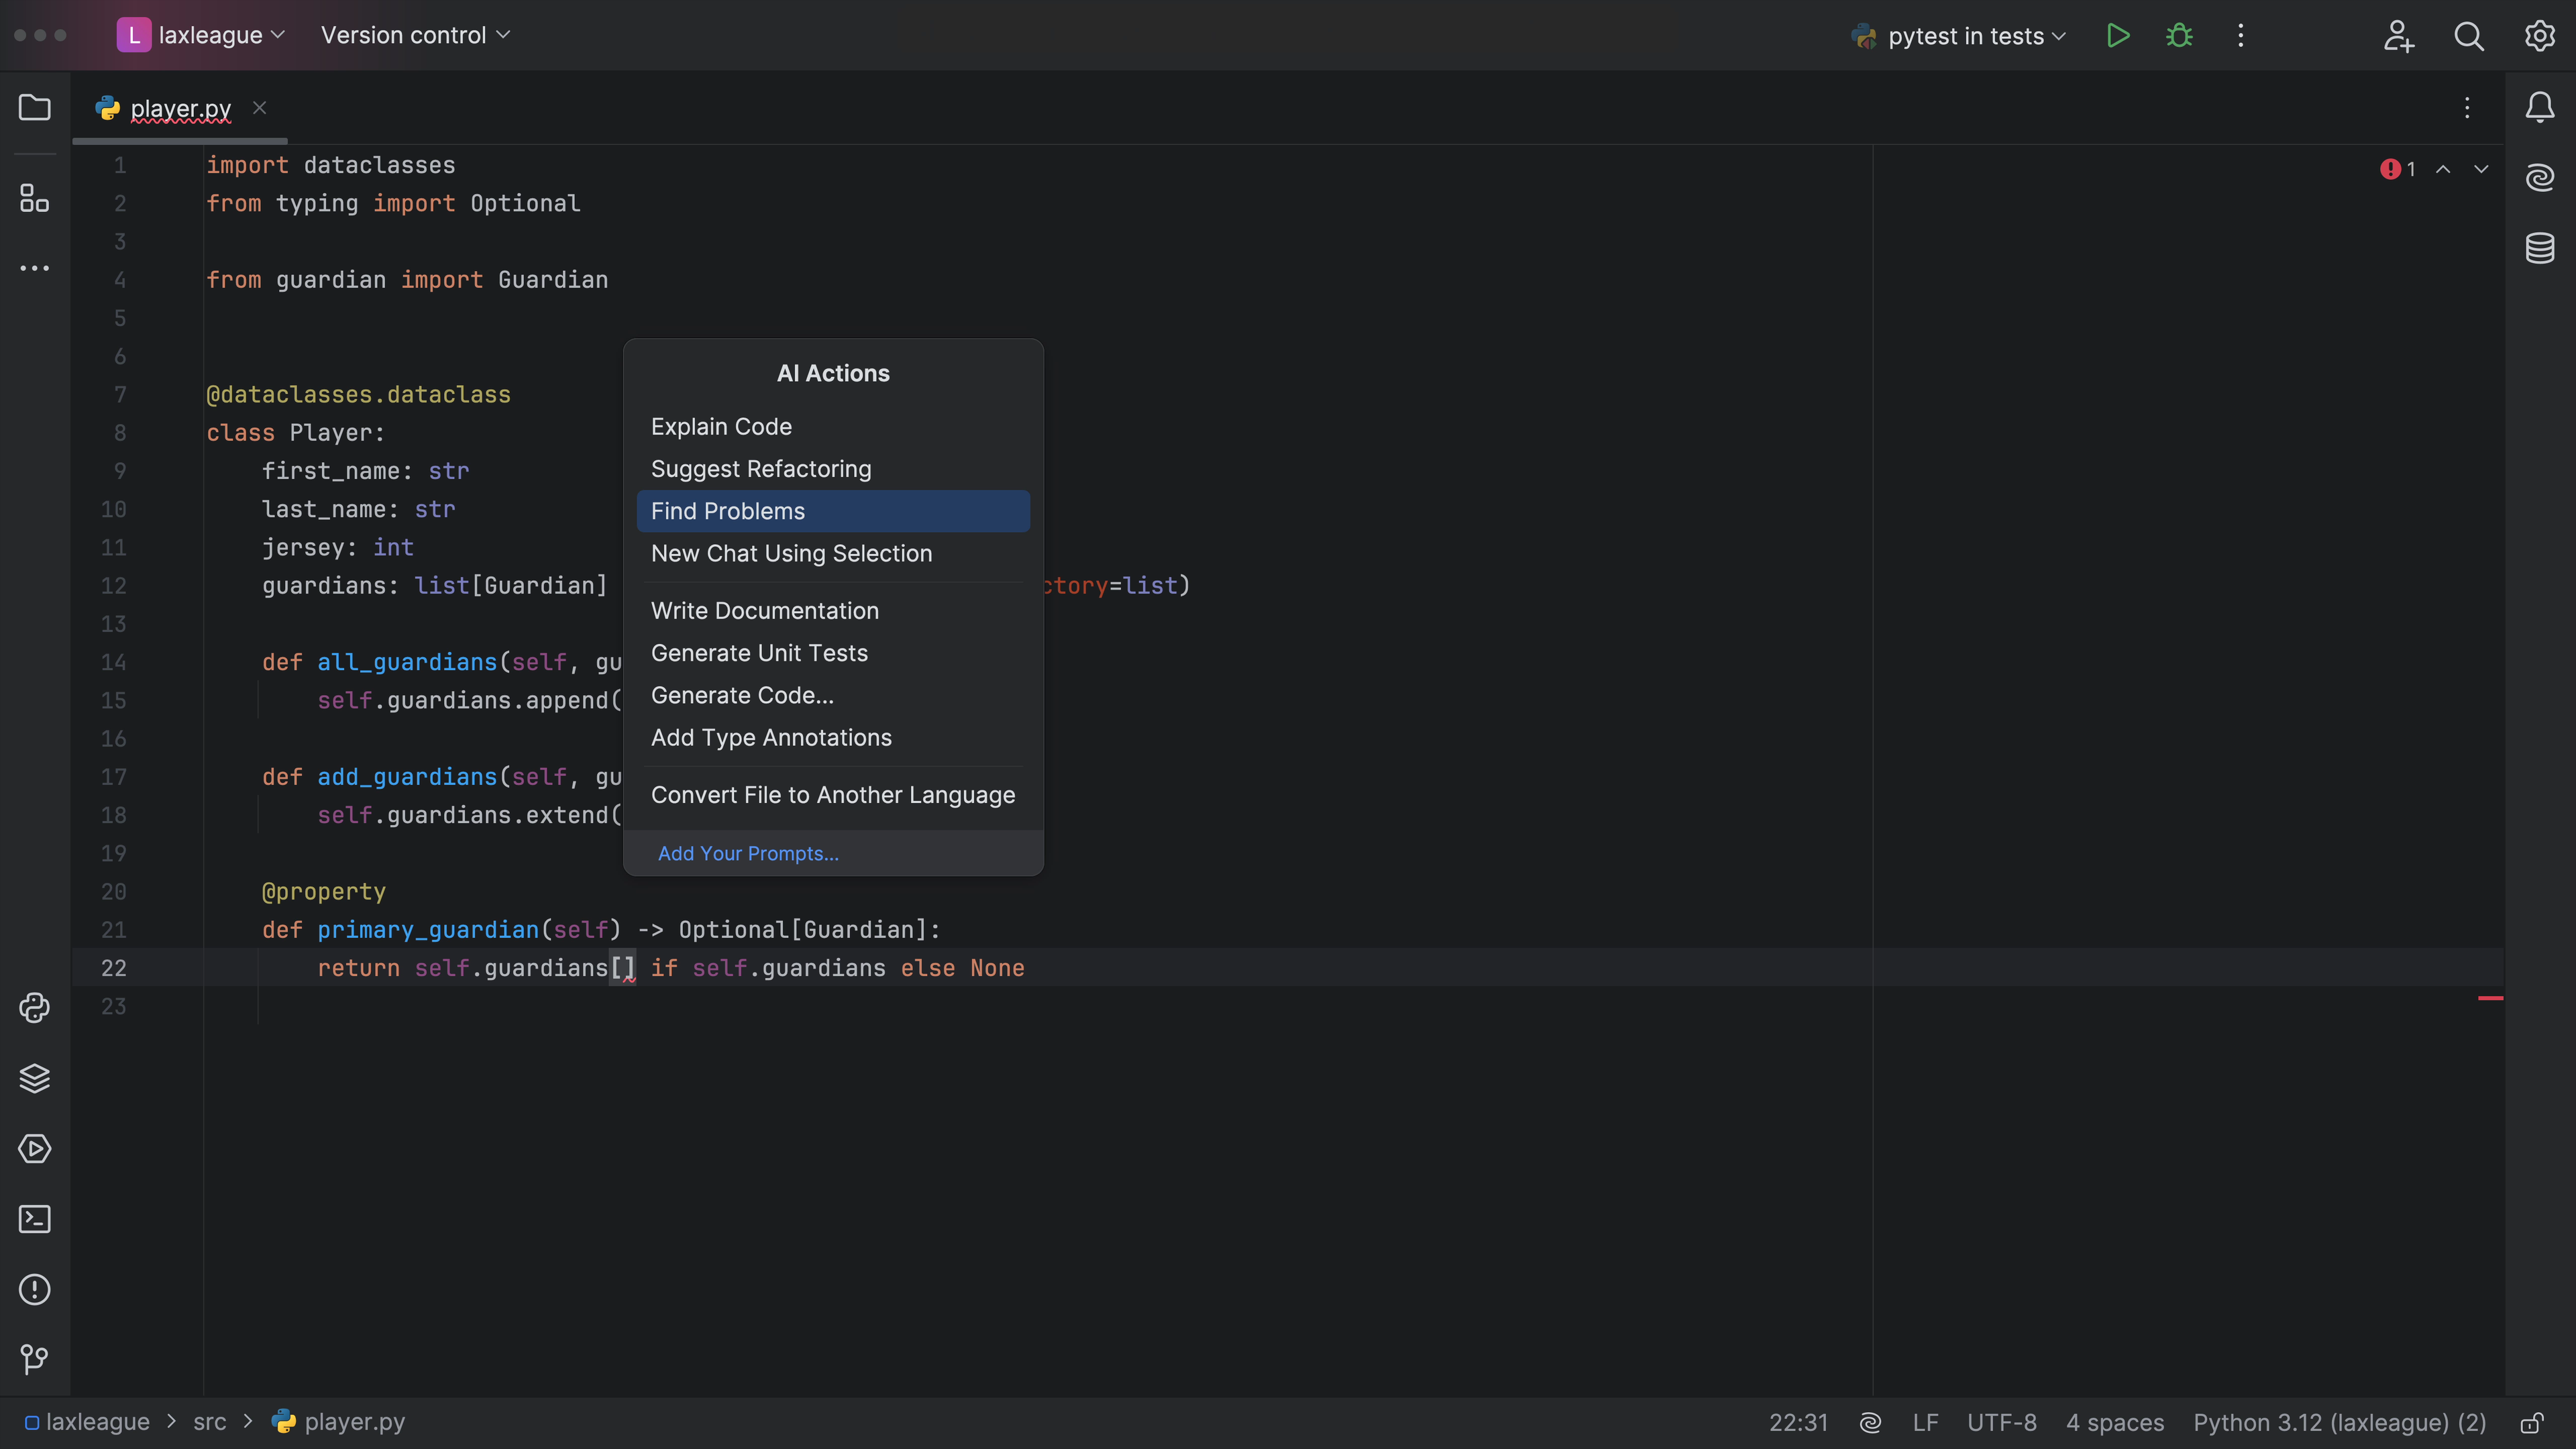 L laxleague Version control pytest in tests
player.py
1 import dataclasses 1
2 from typing import Optional
3
4 from guardian import Guardian
5
6
7 @dataclasses.dataclass
8 class Player:
9 first_name: str
10 last_name: str
11 jersey: int
12 guardians: list[Guardian] ctory=list)
13
14 def all_guardians(self, gu
15 self.guardians.append(
16
17 def add_guardians(self, gu
18 self.guardians.extend(
19
20 @property
21 def primary_guardian(self) -> Optional[Guardian]:
22 return self.guardians[] if self.guardians else None
23
AI Actions
Explain Code
Suggest Refactoring
Find Problems
New Chat Using Selection
Write Documentation
Generate Unit Tests
Generate Code...
Add Type Annotations
Convert File to Another Language
Add Your Prompts...
laxleague > src > player.py 22:31 LF UTF-8 4 spaces Python 3.12 (laxleague) (2)